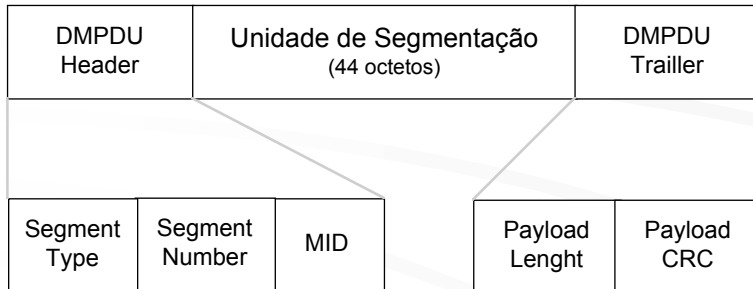 DMPDU
Header
Unidade de Segmentação
(44 octetos)
DMPDU
Trailler
Segment
Type
Segment
Number
MID
Payload
Lenght
Payload
CRC